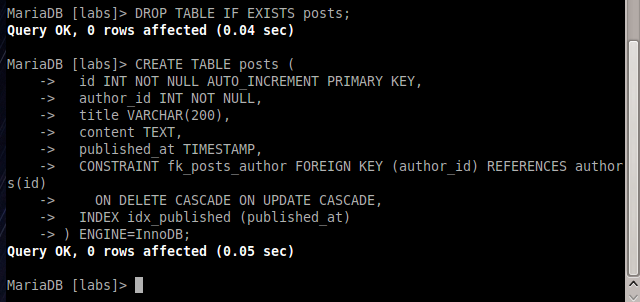 MariaDB [labs]> DROP TABLE IF EXISTS posts;
Query OK, 0 rows affected (0.04 sec)

MariaDB [labs]> CREATE TABLE posts (
    ->   id INT NOT NULL AUTO_INCREMENT PRIMARY KEY,
    ->   author_id INT NOT NULL,
    ->   title VARCHAR(200),
    ->   content TEXT,
    ->   published_at TIMESTAMP,
    ->   CONSTRAINT fk_posts_author FOREIGN KEY (author_id) REFERENCES author
s(id)
    ->     ON DELETE CASCADE ON UPDATE CASCADE,
    ->   INDEX idx_published (published_at)
    -> ) ENGINE=InnoDB;
Query OK, 0 rows affected (0.05 sec)

MariaDB [labs]>